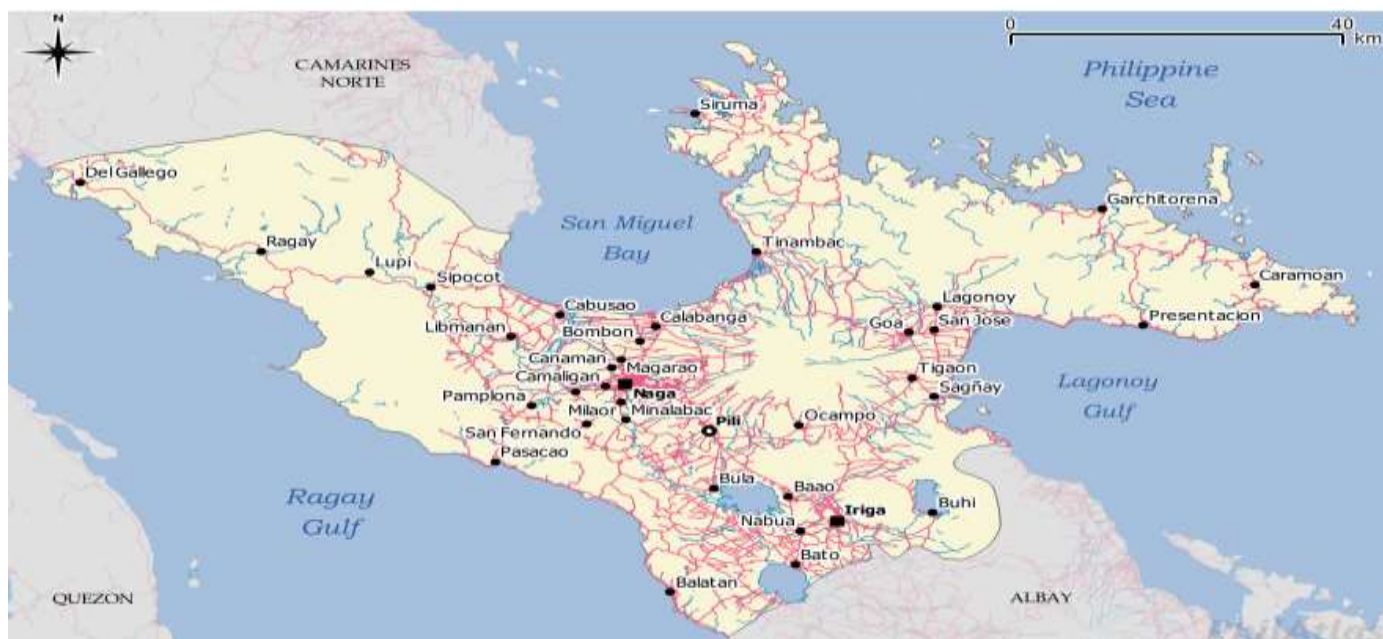 N
0 40
km
CAMARINES
NORTE
Philippine
Sea
Siruma
Del Gallego
Garchitorena
San Miguel
Bay
Ragay
Tinambac
Lupi
Sipocot
Caramoan
Cabusao
Lagonoy
Calabanga
Presentacion
Libmanan
Bombon
Goa
San Jose
Canaman
Magarao
Camaligan
Tigaon
Pamplona
Naga
Sagñay
Lagonoy
Gulf
Milaor
Minalabac
Ocampo
Pili
San Fernando
Pasacao
Bula
Baao
Ragay
Gulf
Iriga
Buhi
Nabua
Bato
Balatan
QUEZON
ALBAY